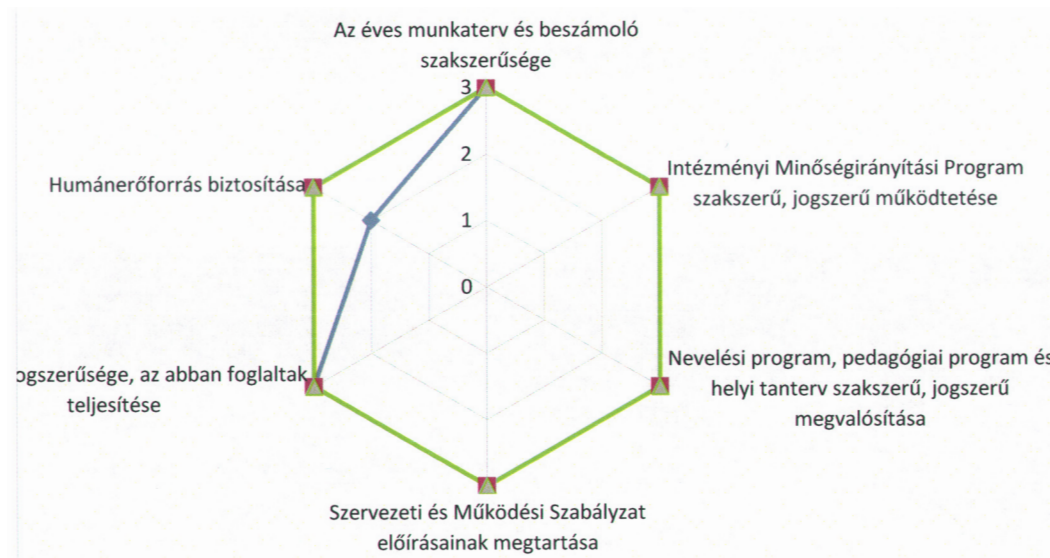 Az éves munkaterv és beszámoló
szakszerűsége
3
2
1
0
Intézményi Minőségirányítási Program
szakszerű, jogszerű működtetése
Nevelési program, pedagógiai program és
helyi tanterv szakszerű, jogszerű
megvalósítása
Szervezeti és Működési Szabályzat
előírásainak megtartása
ogszerűsége, az abban foglaltak
teljesítése
Humánerőforrás biztosítása